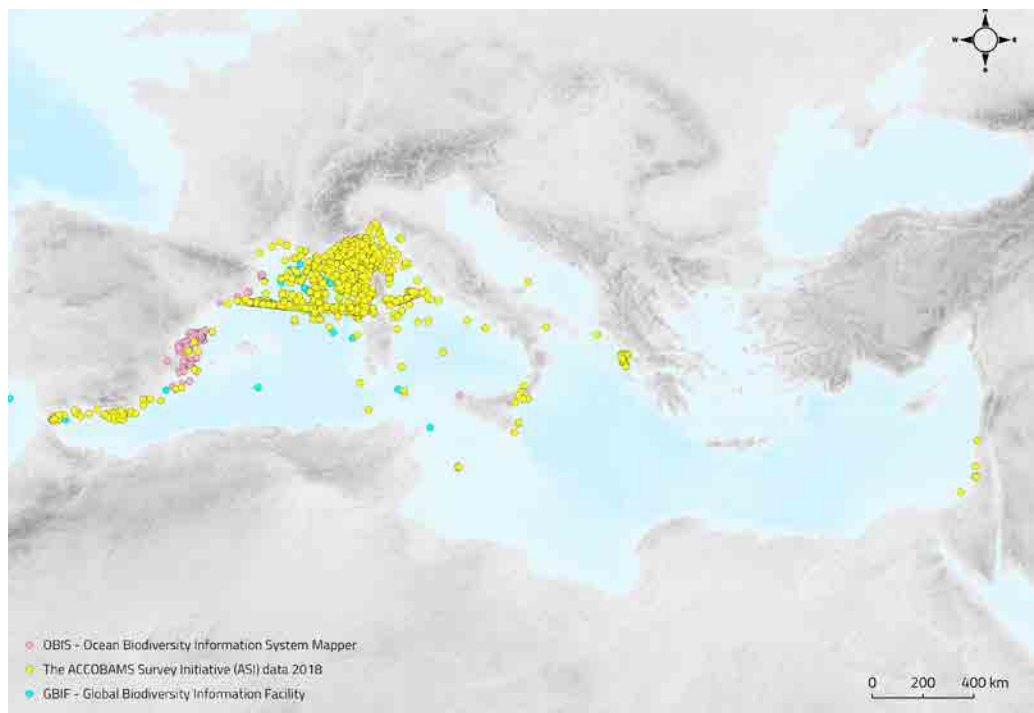 N
W E
S
OBIS - Ocean Biodiversity Information System Mapper
The ACCOBAMS Survey Initiative (ASI) data 2018
GBIF - Global Biodiversity Information Facility
0 200 400 km